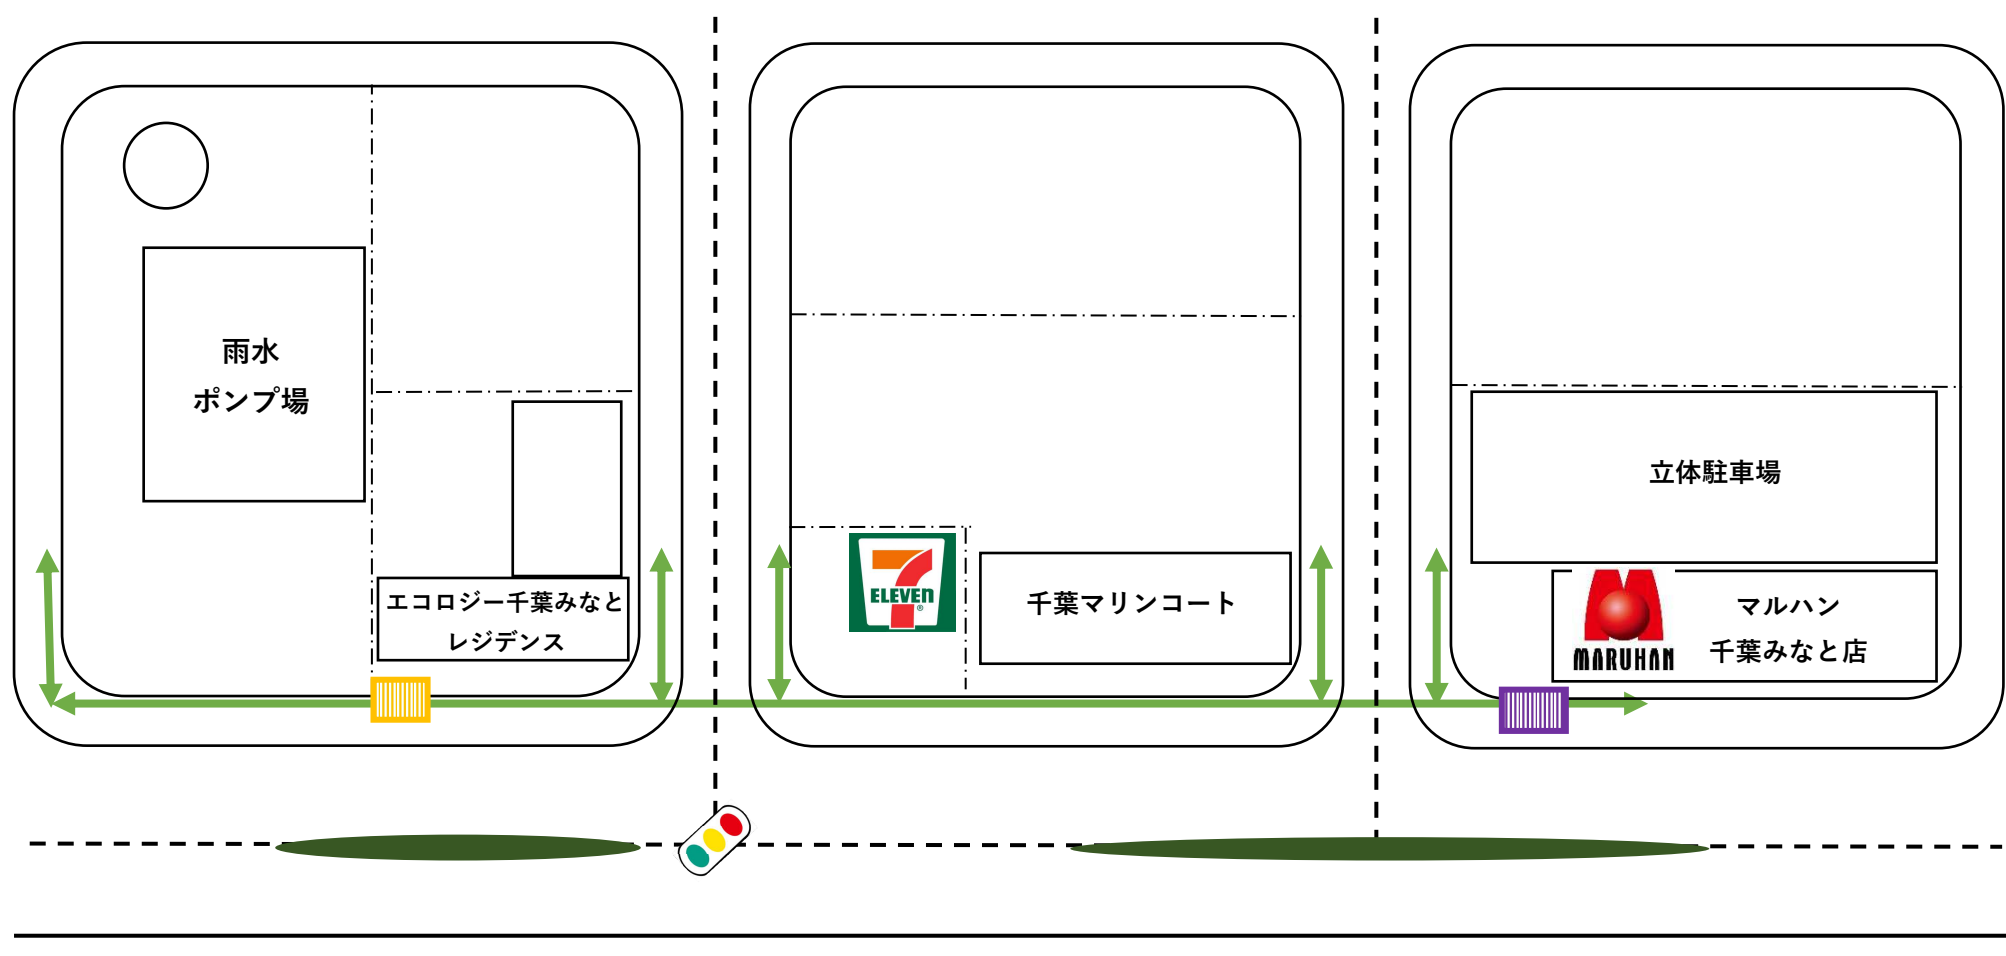 雨水
ポンプ場
エコロジー千葉みなと
レジデンス
7
ELEVEn
®
千葉マリンコート
立体駐車場
マルハン
千葉みなと店
MARUHAN